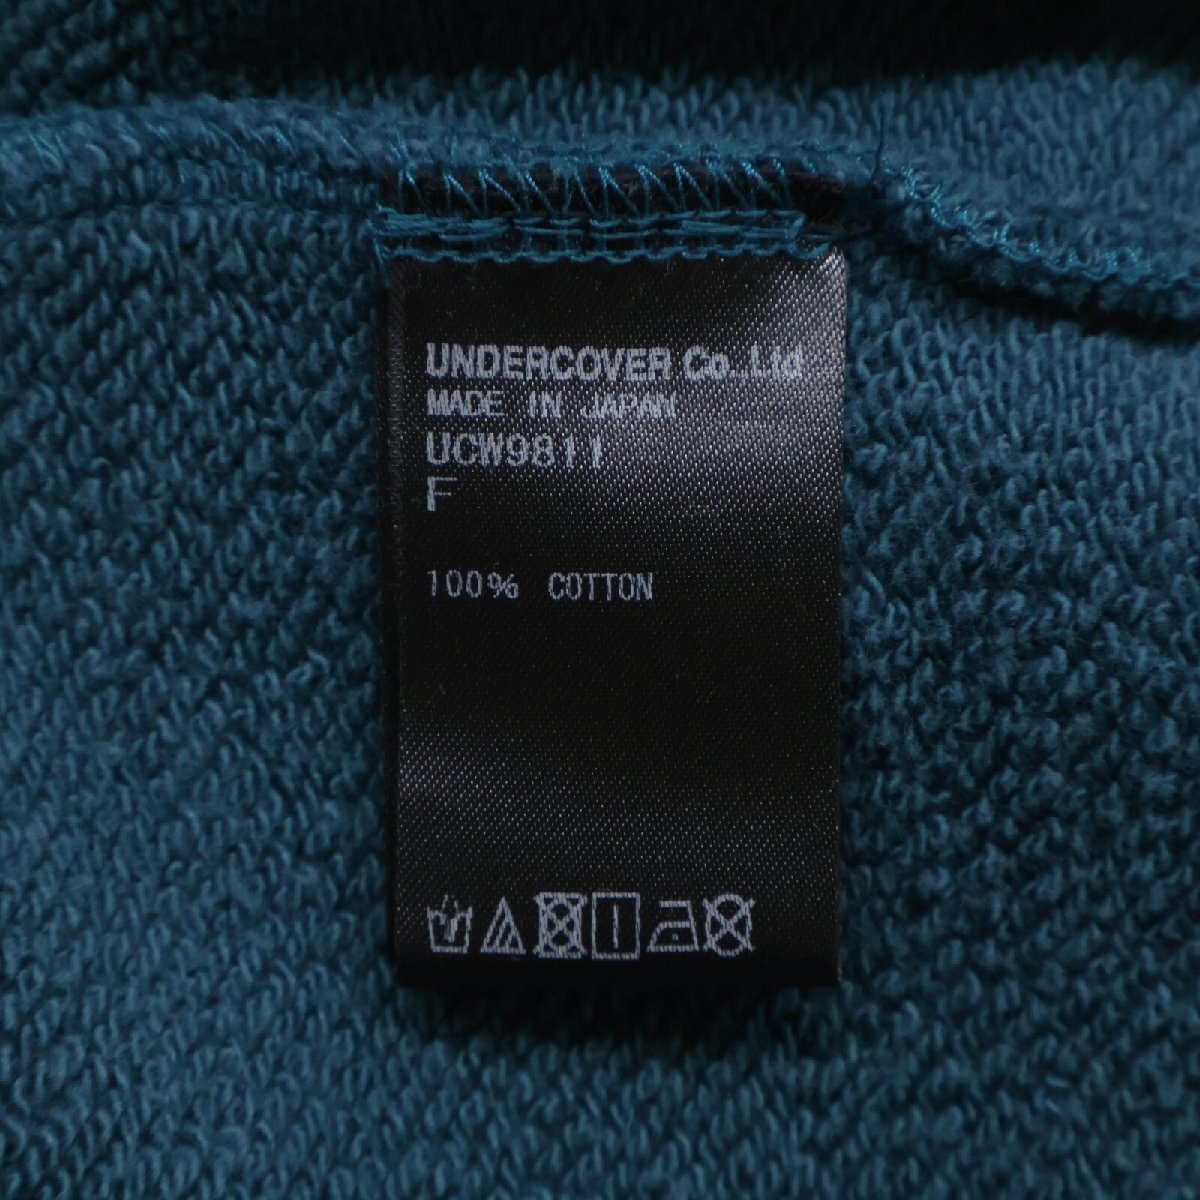 UNDERCOVER Co.Ltd
MADE IN JAPAN
UCW9811
F
100% COTTON